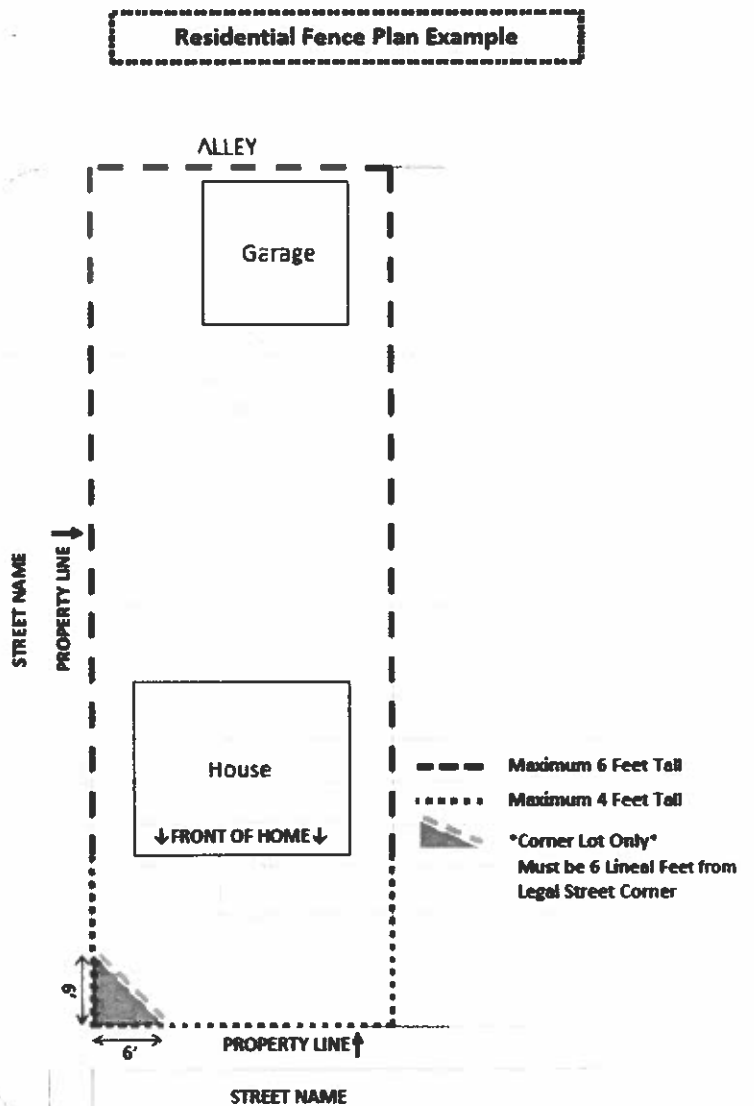 Residential Fence Plan Example
ALLEY
Garage
STREET NAME
PROPERTY LINE
House
↓FRONT OF HOME↓
Maximum 6 Feet Tall
Maximum 4 Feet Tall
*Corner Lot Only*
Must be 6 Lineal Feet from
Legal Street Corner
6'
6'
PROPERTY LINE
STREET NAME